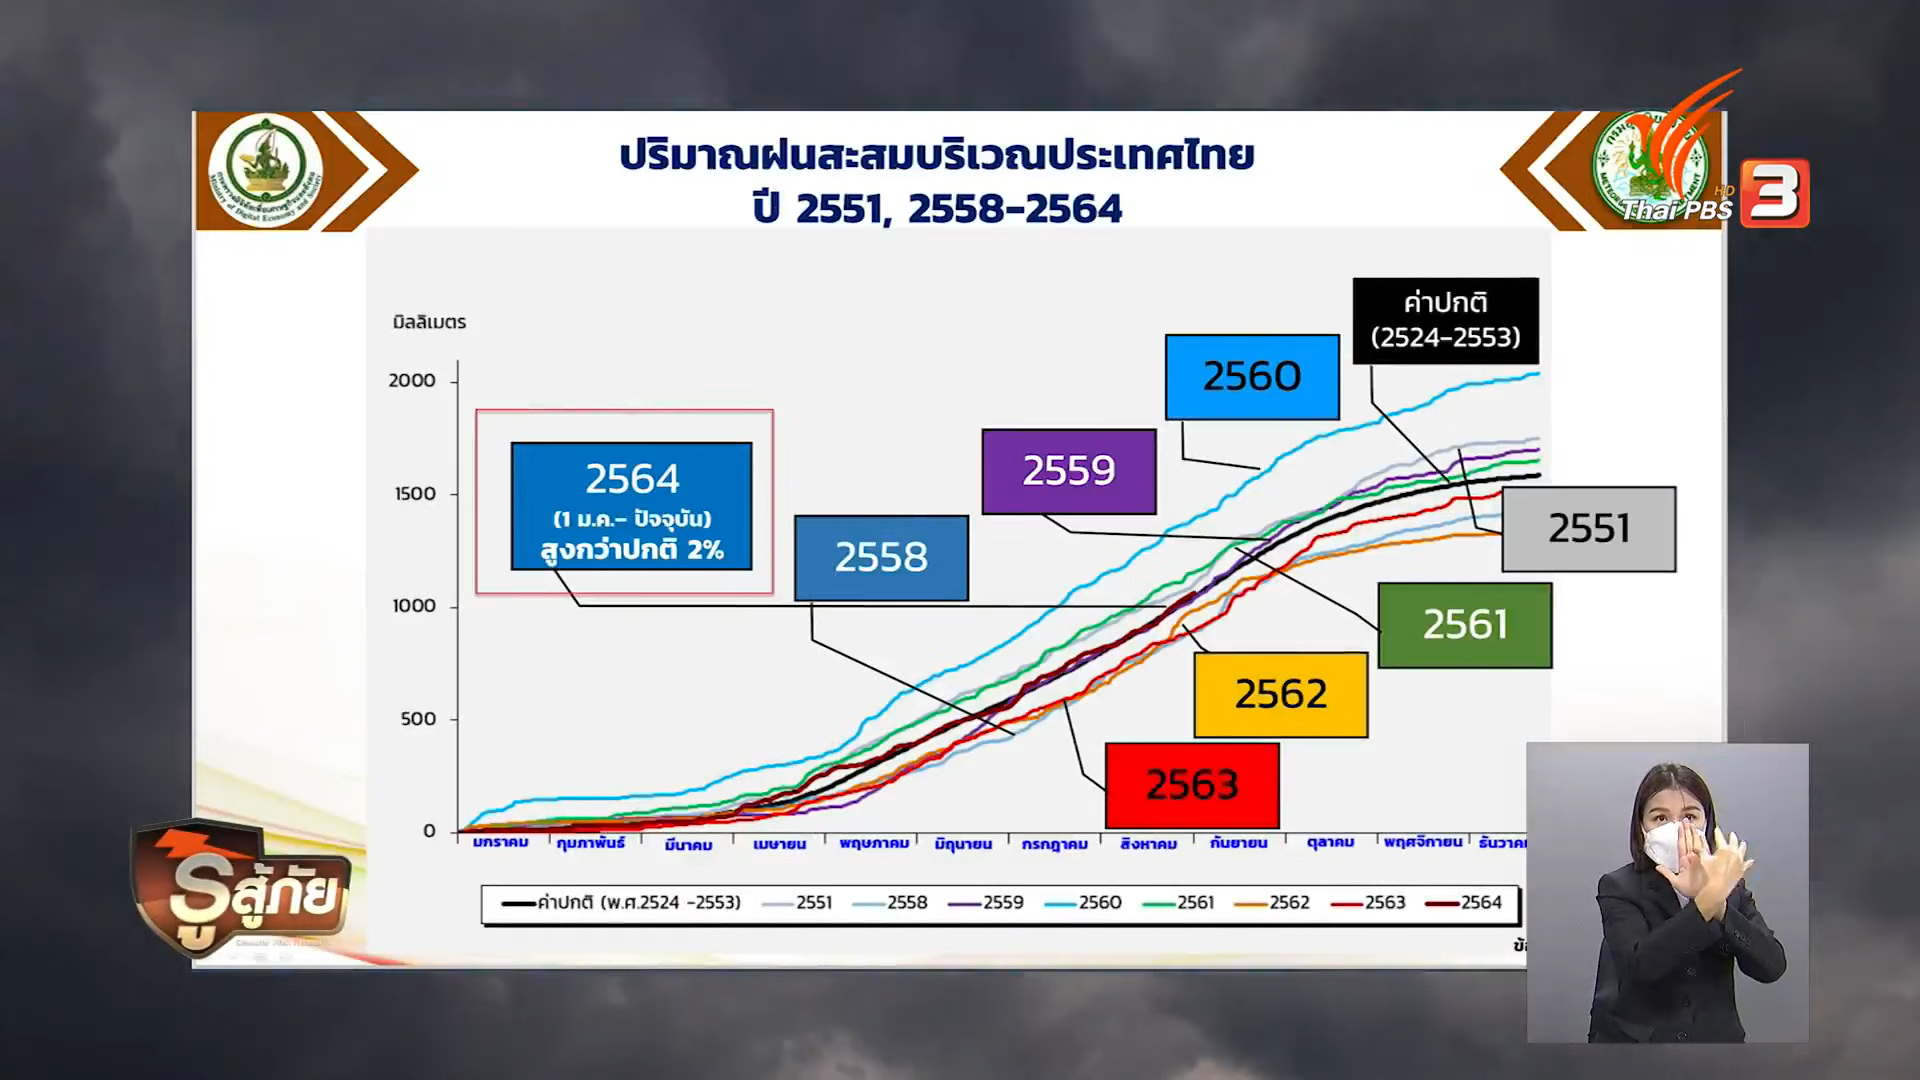 ปริมาณฝนสะสมบริเวณประเทศไทย
ปี 2551, 2558-2564
HD
Thai PBS
3
มิลลิเมตร
ค่าปกติ
(2524-2553)
2560
2559
2564
(1 ม.ค.- ปัจจุบัน)
สูงกว่าปกติ 2%
2558
2551
2561
2562
2563
2000
1500
1000
500
0
มกราคม กุมภาพันธ์ มีนาคม เมษายน พฤษภาคม มิถุนายน กรกฎาคม สิงหาคม กันยายน ตุลาคม พฤศจิกายน
ค่าปกติ (พ.ศ.2524 -2553) 2551 2558 2559 2560 2561 2562 2563 2564
รู้สู้ภัย